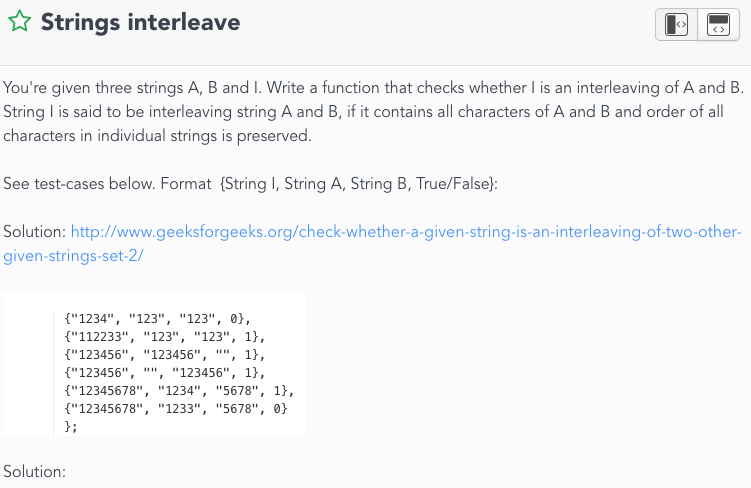 Strings interleave
You're given three strings A, B and I. Write a function that checks whether I is an interleaving of A and B.
String I is said to be interleaving string A and B, if it contains all characters of A and B and order of all
characters in individual strings is preserved.
See test-cases below. Format {String I, String A, String B, True/False}:
Solution: http://www.geeksforgeeks.org/check-whether-a-given-string-is-an-interleaving-of-two-other-
given-strings-set-2/
{"1234", "123", "123", 0},
{"112233", "123", "123", 1},
{"123456", "123456", "", 1},
{"123456", "", "123456", 1},
{"12345678", "1234", "5678", 1},
{"12345678", "1233", "5678", 0}
};
Solution: